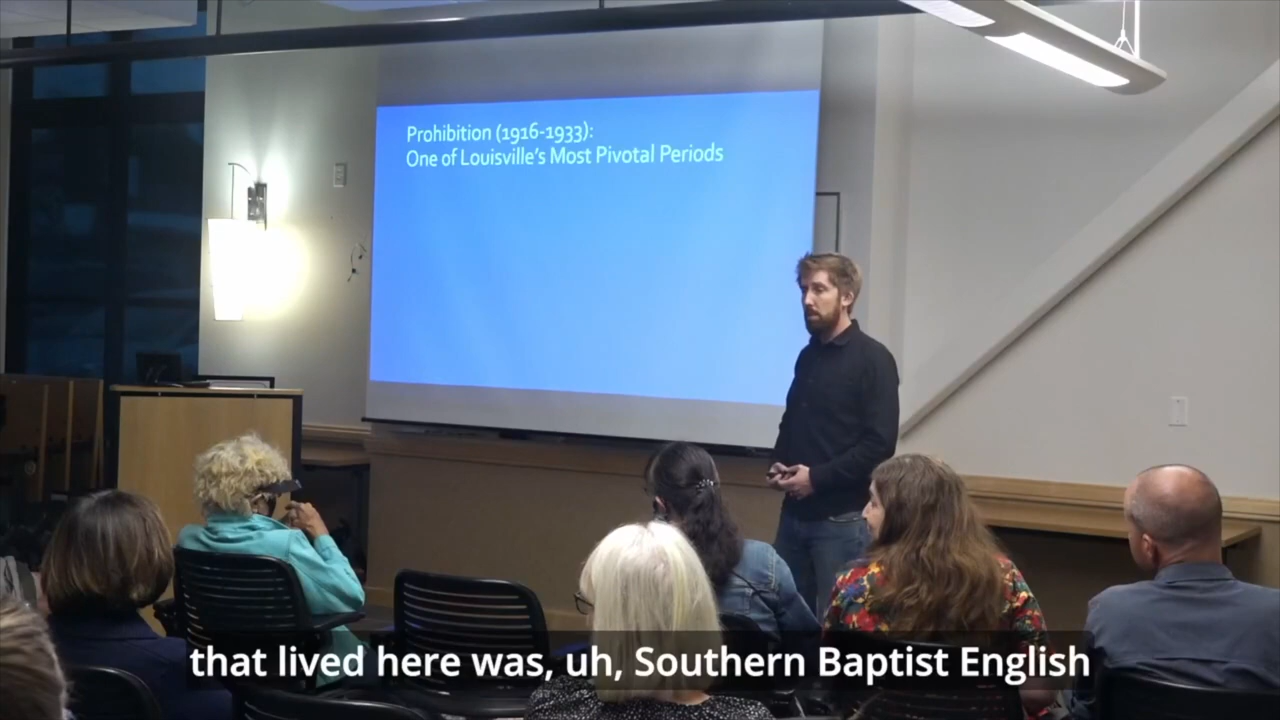 Prohibition (1916-1933):
One of Louisville's Most Pivotal Periods
that lived here was, uh, Southern Baptist English